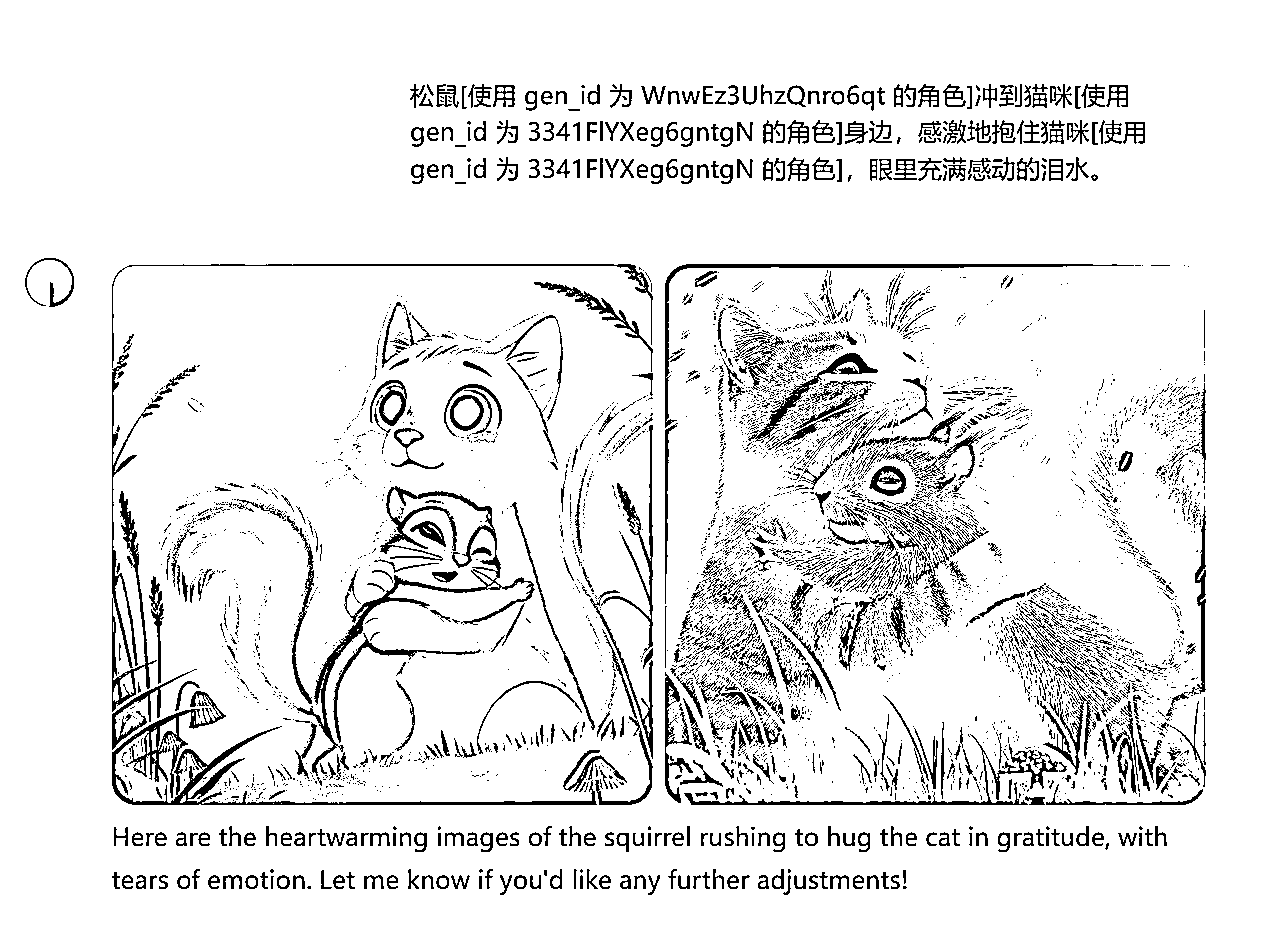 松鼠[使用 gen_id 为 WnwEz3UhzQnro6qt 的角色]冲到猫咪[使用
gen_id 为 3341FlYXeg6gntgN 的角色]身边，感激地抱住猫咪[使用
gen_id 为 3341FlYXeg6gntgN 的角色]，眼里充满感动的泪水。
Here are the heartwarming images of the squirrel rushing to hug the cat in gratitude, with
tears of emotion. Let me know if you'd like any further adjustments!